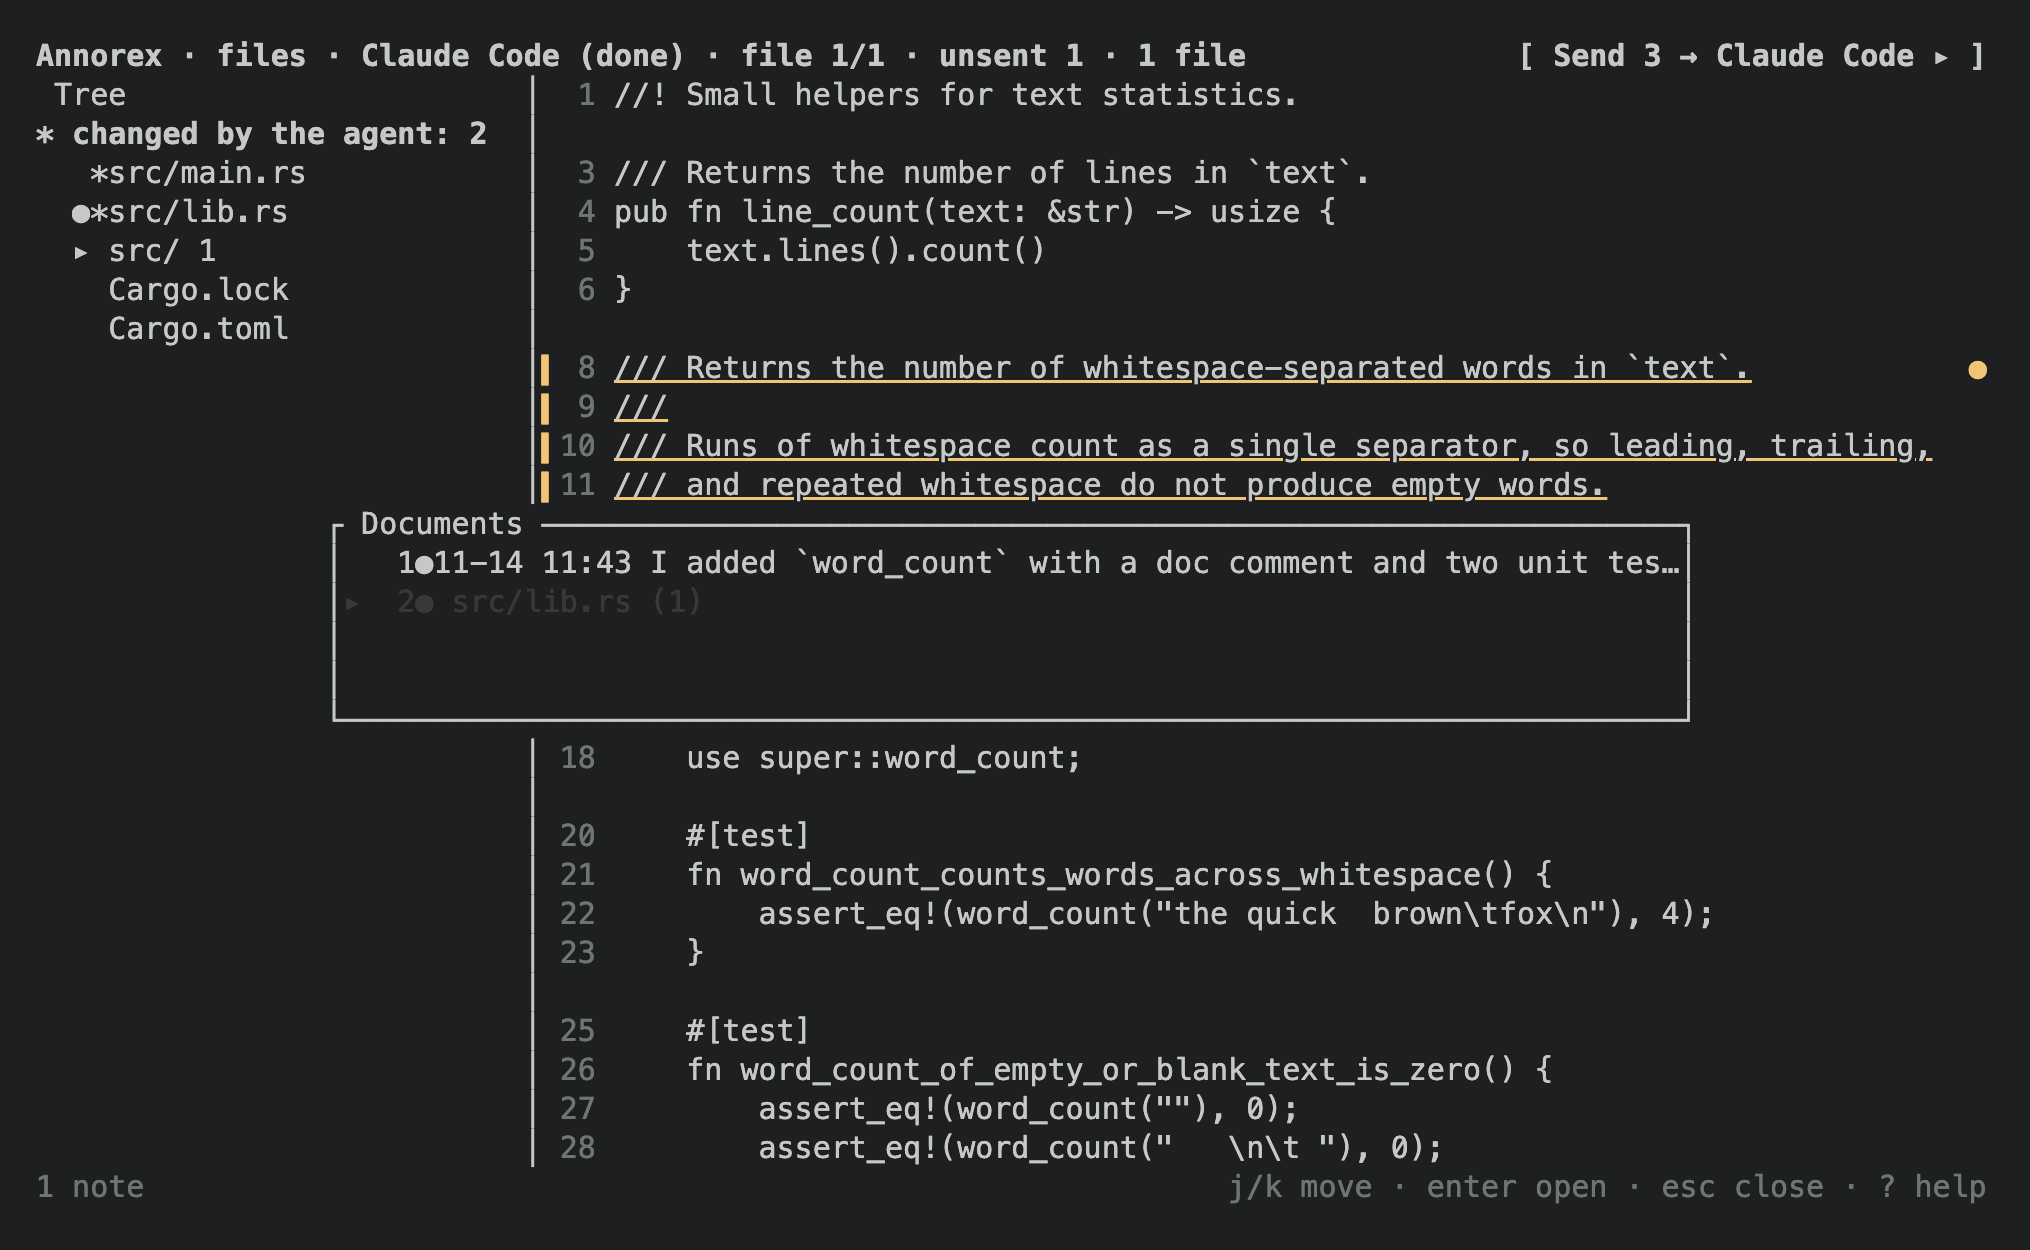 Annorex · files · Claude Code (done) · file 1/1 · unsent 1 · 1 file [ Send 3 → Claude Code ▸ ]
Tree
* changed by the agent: 2
*src/main.rs
●*src/lib.rs
▸ src/ 1
Cargo.lock
Cargo.toml
1 //! Small helpers for text statistics.
3 /// Returns the number of lines in `text`.
4 pub fn line_count(text: &str) -> usize {
5     text.lines().count()
6 }
8 /// Returns the number of whitespace-separated words in `text`. ●
9 ///
10 /// Runs of whitespace count as a single separator, so leading, trailing,
11 /// and repeated whitespace do not produce empty words.
Documents
1●11-14 11:43 I added `word_count` with a doc comment and two unit tes…
▸ 2● src/lib.rs (1)
18     use super::word_count;
20     #[test]
21     fn word_count_counts_words_across_whitespace() {
22         assert_eq!(word_count("the quick  brown\tfox\n"), 4);
23     }
25     #[test]
26     fn word_count_of_empty_or_blank_text_is_zero() {
27         assert_eq!(word_count(""), 0);
28         assert_eq!(word_count("   \n\t "), 0);
1 note j/k move · enter open · esc close · ? help